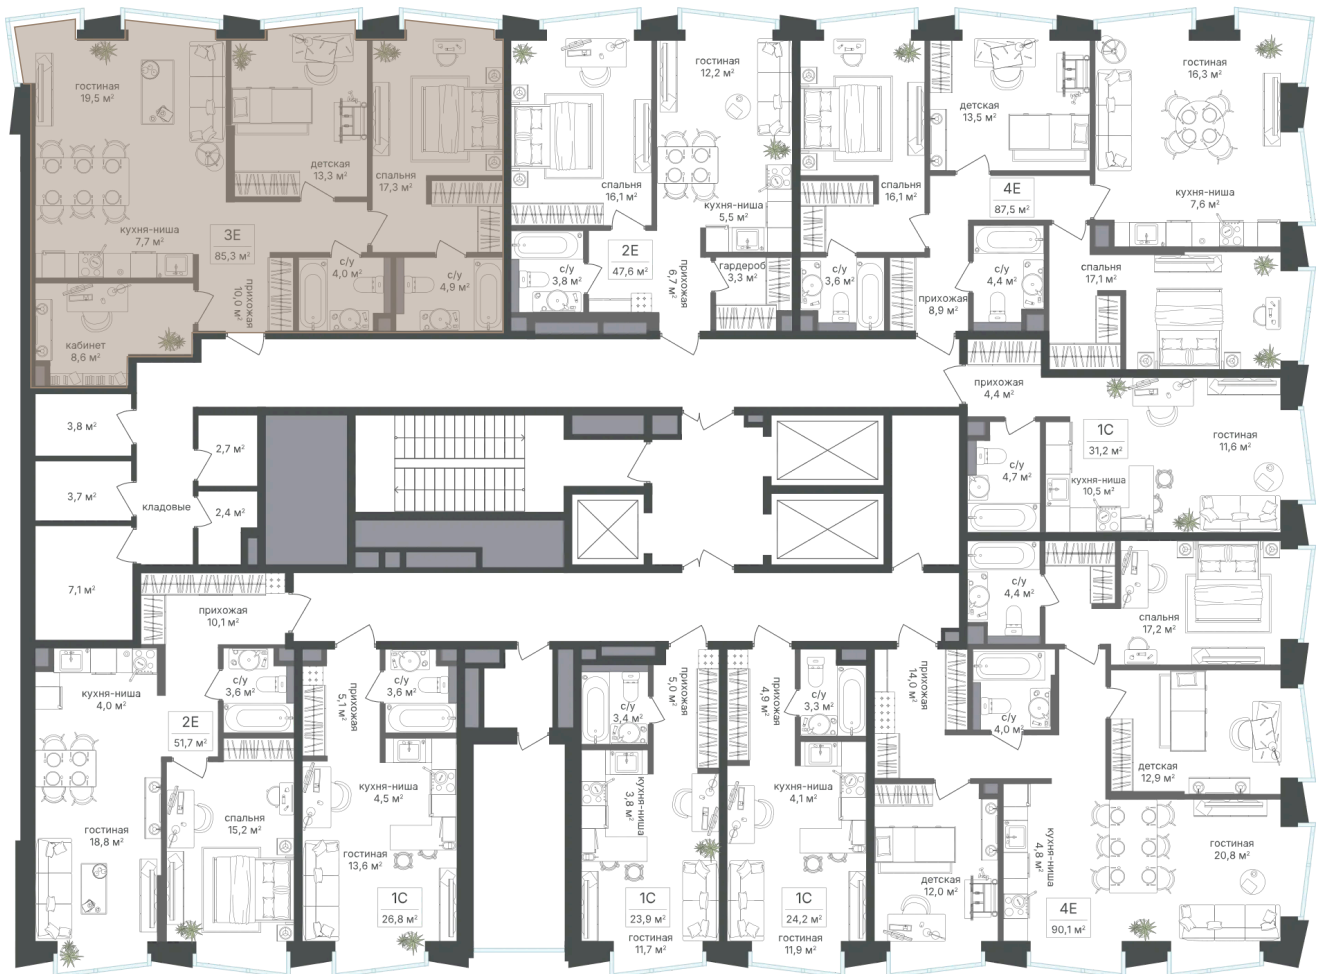 гостиная
19,5 м²
детская
13,3 м²
спальня
17,3 м²
кухня-ниша
7,7 м²
3Е
85,3 м²
с/у
4,0 м²
с/у
4,9 м²
прихожая
10,0 м²
кабинет
8,6 м²
спальня
16,1 м²
гостиная
12,2 м²
кухня-ниша
5,5 м²
2Е
47,6 м²
с/у
3,8 м²
прихожая
6,7 м²
гардероб
3,3 м²
спальня
16,1 м²
детская
13,5 м²
4Е
87,5 м²
гостиная
16,3 м²
кухня-ниша
7,6 м²
с/у
3,6 м²
прихожая
8,9 м²
с/у
4,4 м²
спальня
17,1 м²
прихожая
4,4 м²
1С
31,2 м²
гостиная
11,6 м²
с/у
4,7 м²
кухня-ниша
10,5 м²
3,8 м²
2,7 м²
3,7 м²
кладовые
2,4 м²
7,1 м²
прихожая
10,1 м²
кухня-ниша
4,0 м²
с/у
3,6 м²
2Е
51,7 м²
гостиная
18,8 м²
спальня
15,2 м²
прихожая
5,1 м²
с/у
3,6 м²
кухня-ниша
4,5 м²
гостиная
13,6 м²
1С
26,8 м²
с/у
3,4 м²
прихожая
5,0 м²
кухня-ниша
3,8 м²
1С
23,9 м²
гостиная
11,7 м²
прихожая
4,9 м²
с/у
3,3 м²
кухня-ниша
4,1 м²
1С
24,2 м²
гостиная
11,9 м²
с/у
4,4 м²
спальня
17,2 м²
прихожая
14,0 м²
с/у
4,0 м²
детская
12,9 м²
детская
12,0 м²
кухня-ниша
4,8 м²
гостиная
20,8 м²
4Е
90,1 м²